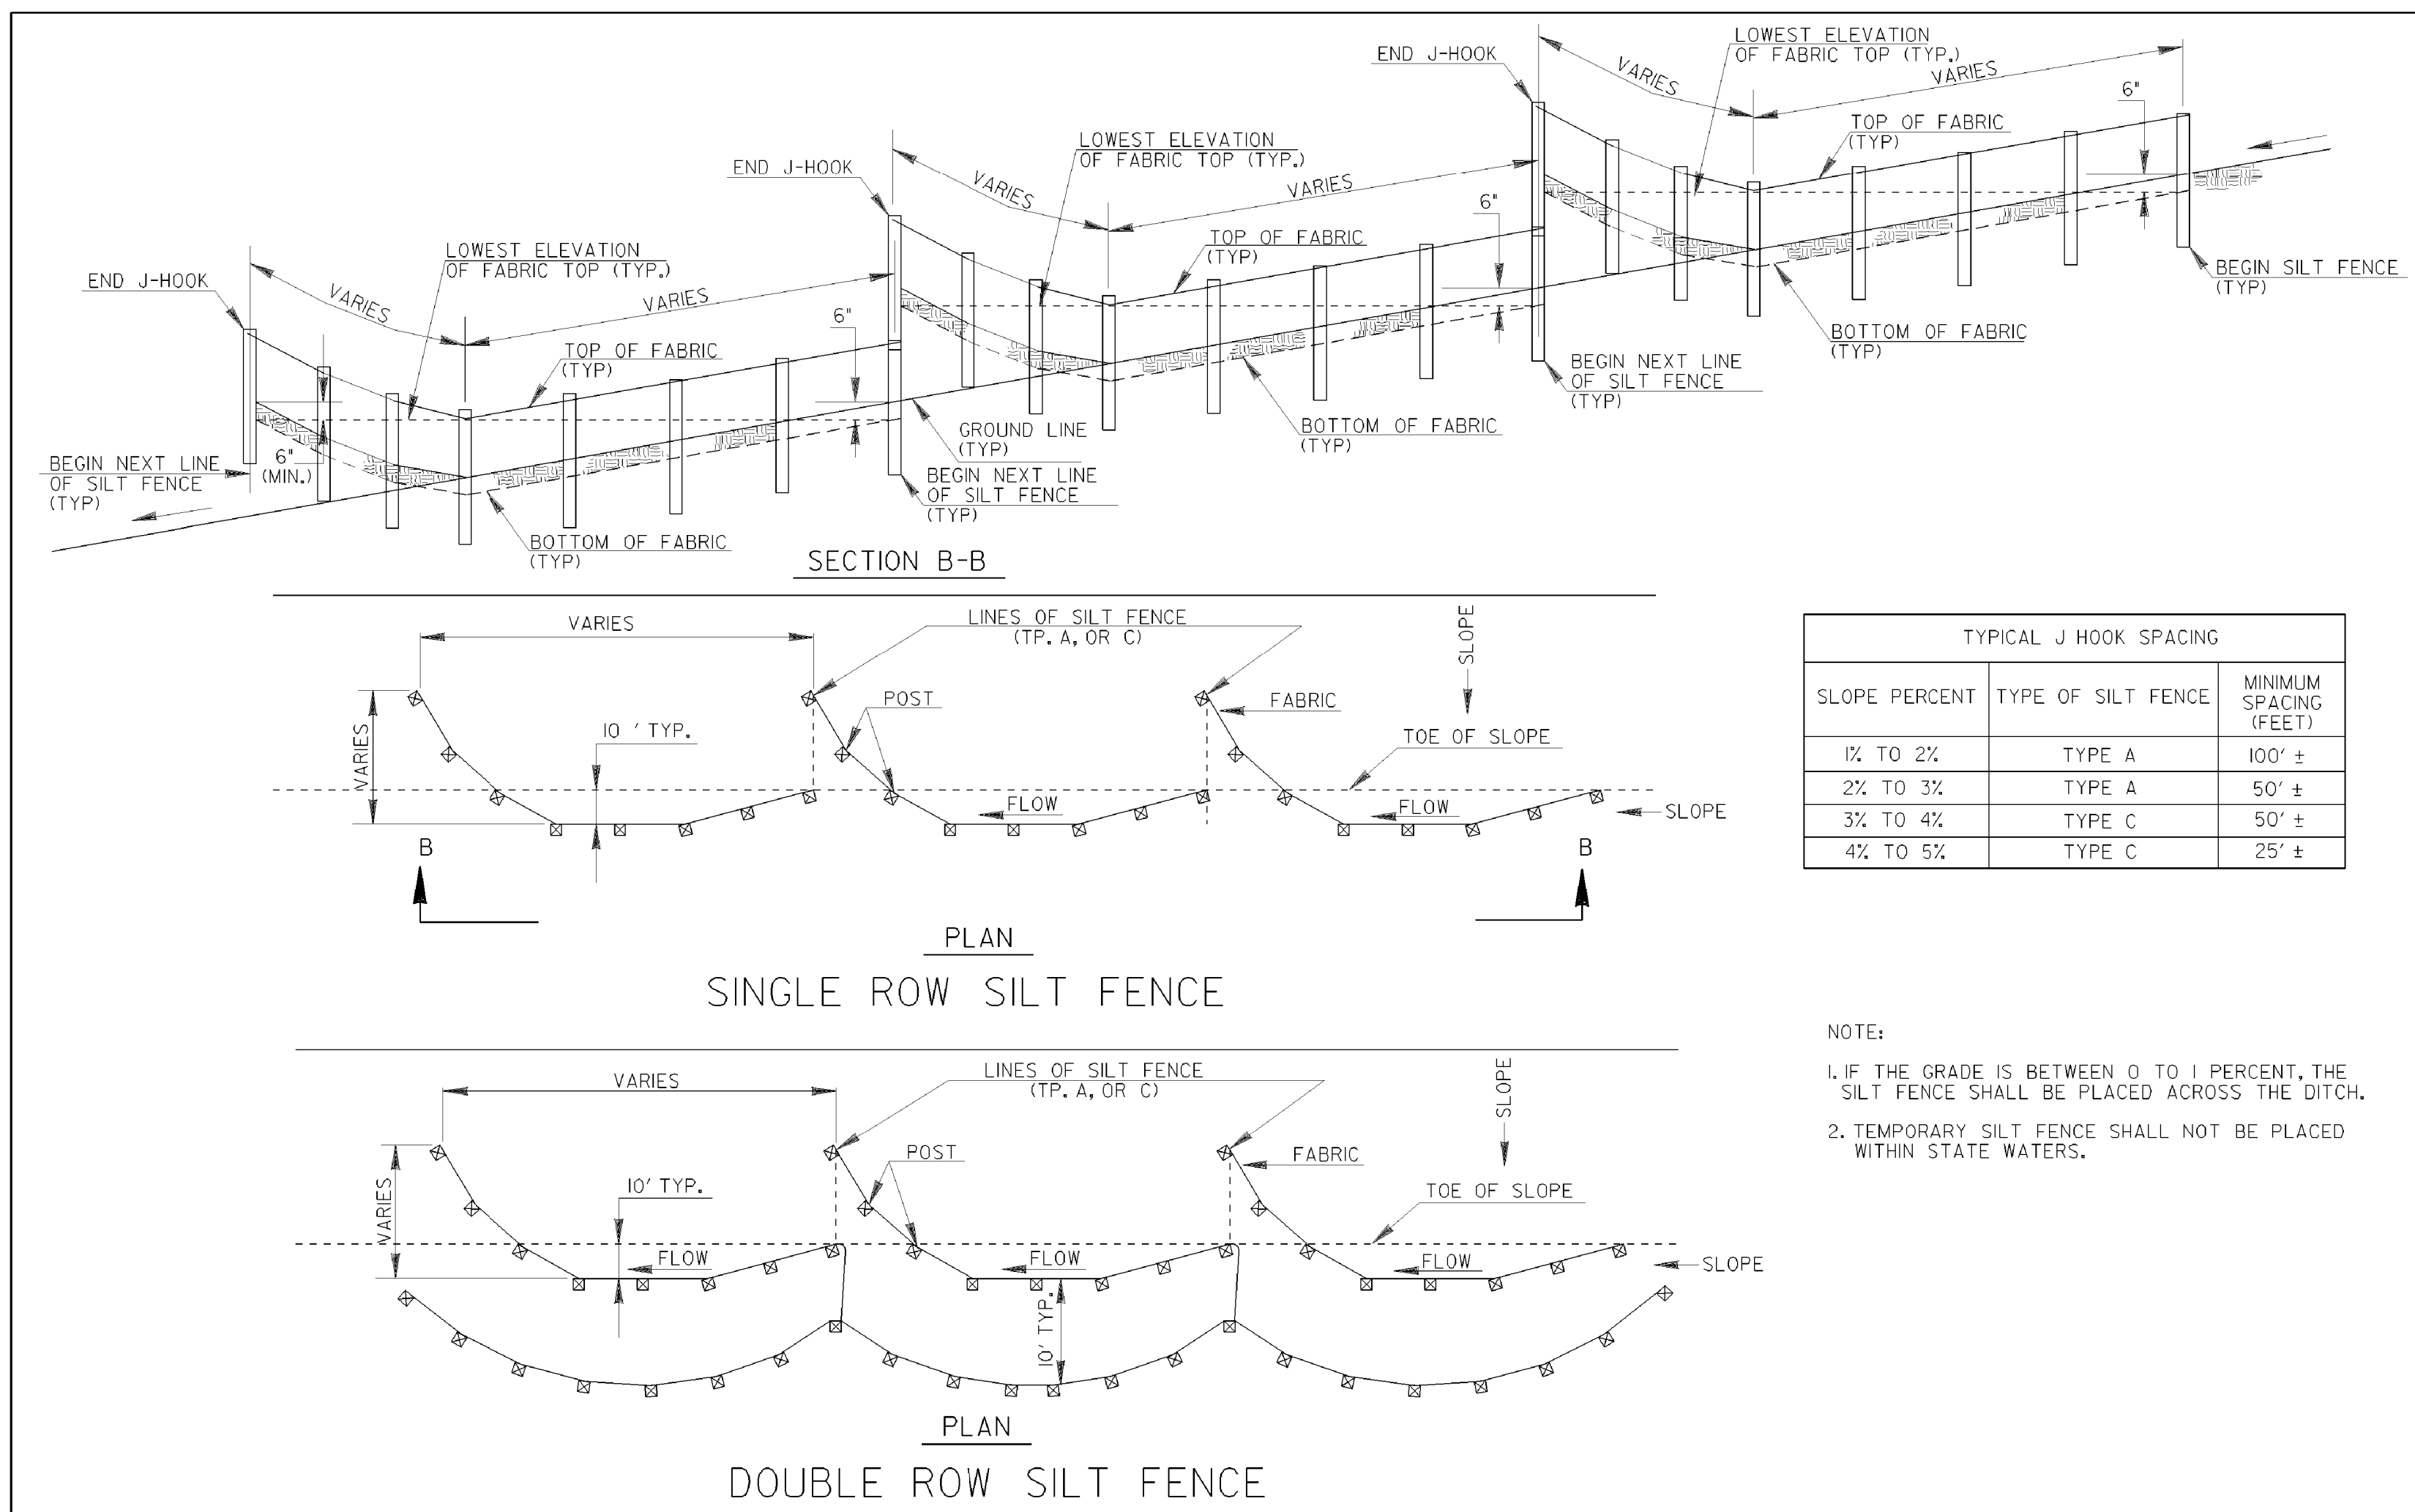 END J-HOOK
VARIES
LOWEST ELEVATION
OF FABRIC TOP (TYP.)
VARIES
6"
TOP OF FABRIC
(TYP)
BEGIN SILT FENCE
(TYP)
BOTTOM OF FABRIC
(TYP)
END J-HOOK
VARIES
LOWEST ELEVATION
OF FABRIC TOP (TYP.)
VARIES
6"
TOP OF FABRIC
(TYP)
BEGIN NEXT LINE
OF SILT FENCE
(TYP)
BOTTOM OF FABRIC
(TYP)
END J-HOOK
VARIES
LOWEST ELEVATION
OF FABRIC TOP (TYP.)
VARIES
6"
TOP OF FABRIC
(TYP)
GROUND LINE
(TYP)
BEGIN NEXT LINE
OF SILT FENCE
(TYP)
6"
(MIN.)
BEGIN NEXT LINE
OF SILT FENCE
(TYP)
BOTTOM OF FABRIC
(TYP)
SECTION B-B
VARIES
LINES OF SILT FENCE
(TP. A, OR C)
SLOPE
POST
FABRIC
VARIES
10 ' TYP.
TOE OF SLOPE
FLOW
FLOW
SLOPE
B
B
PLAN
SINGLE ROW SILT FENCE
TYPICAL J HOOK SPACING
SLOPE PERCENT TYPE OF SILT FENCE MINIMUM
SPACING
(FEET)
1% TO 2% TYPE A 100' ±
2% TO 3% TYPE A 50' ±
3% TO 4% TYPE C 50' ±
4% TO 5% TYPE C 25' ±
NOTE:
1. IF THE GRADE IS BETWEEN 0 TO 1 PERCENT, THE
SILT FENCE SHALL BE PLACED ACROSS THE DITCH.
2. TEMPORARY SILT FENCE SHALL NOT BE PLACED
WITHIN STATE WATERS.
VARIES
LINES OF SILT FENCE
(TP. A, OR C)
SLOPE
POST
FABRIC
VARIES
10' TYP.
TOE OF SLOPE
FLOW
FLOW
FLOW
SLOPE
10' TYP.
PLAN
DOUBLE ROW SILT FENCE